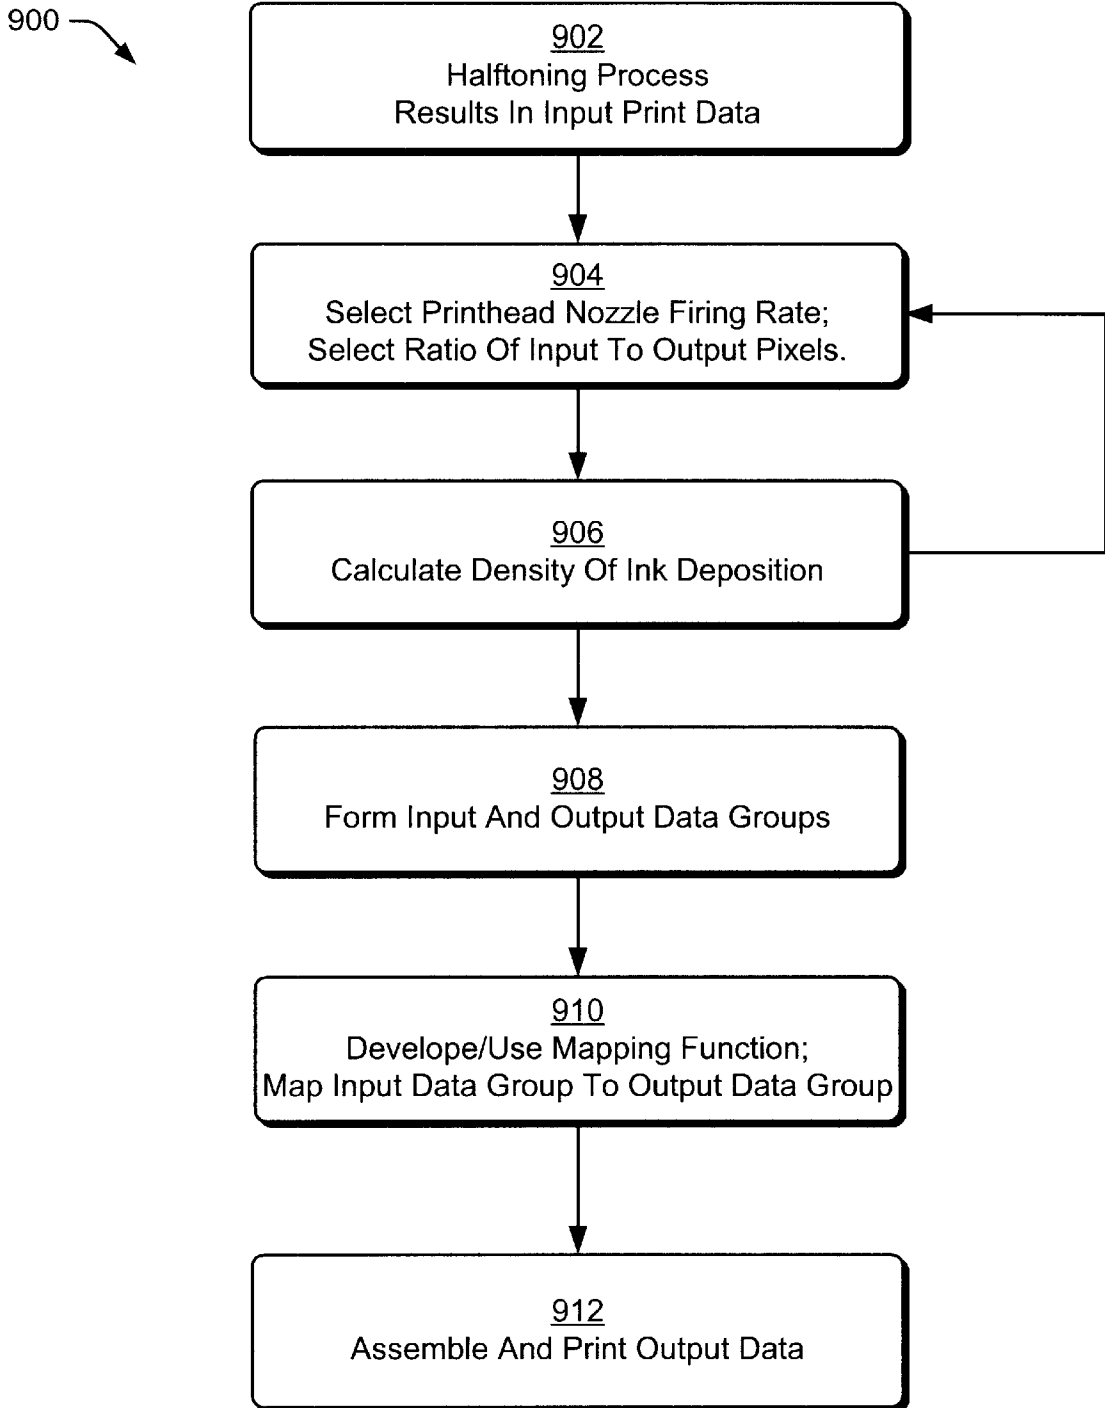 900
902
Halftoning Process
Results In Input Print Data
904
Select Printhead Nozzle Firing Rate;
Select Ratio Of Input To Output Pixels.
906
Calculate Density Of Ink Deposition
908
Form Input And Output Data Groups
910
Develope/Use Mapping Function;
Map Input Data Group To Output Data Group
912
Assemble And Print Output Data